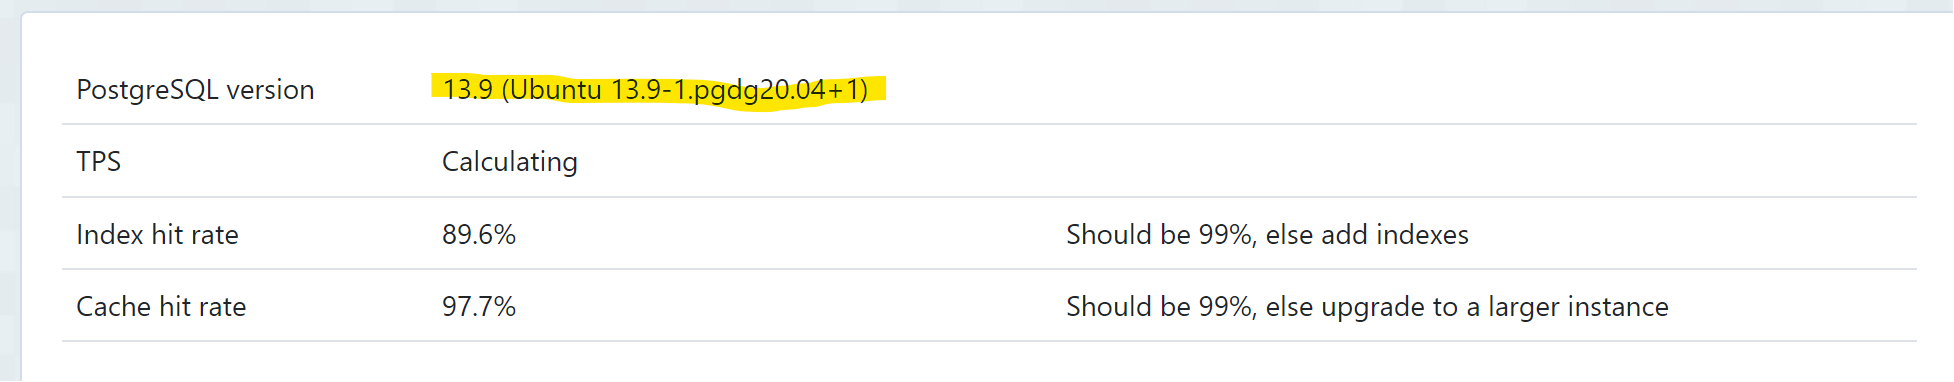 PostgreSQL version 13.9 (Ubuntu 13.9-1.pgdg20.04+1)
TPS Calculating
Index hit rate 89.6% Should be 99%, else add indexes
Cache hit rate 97.7% Should be 99%, else upgrade to a larger instance